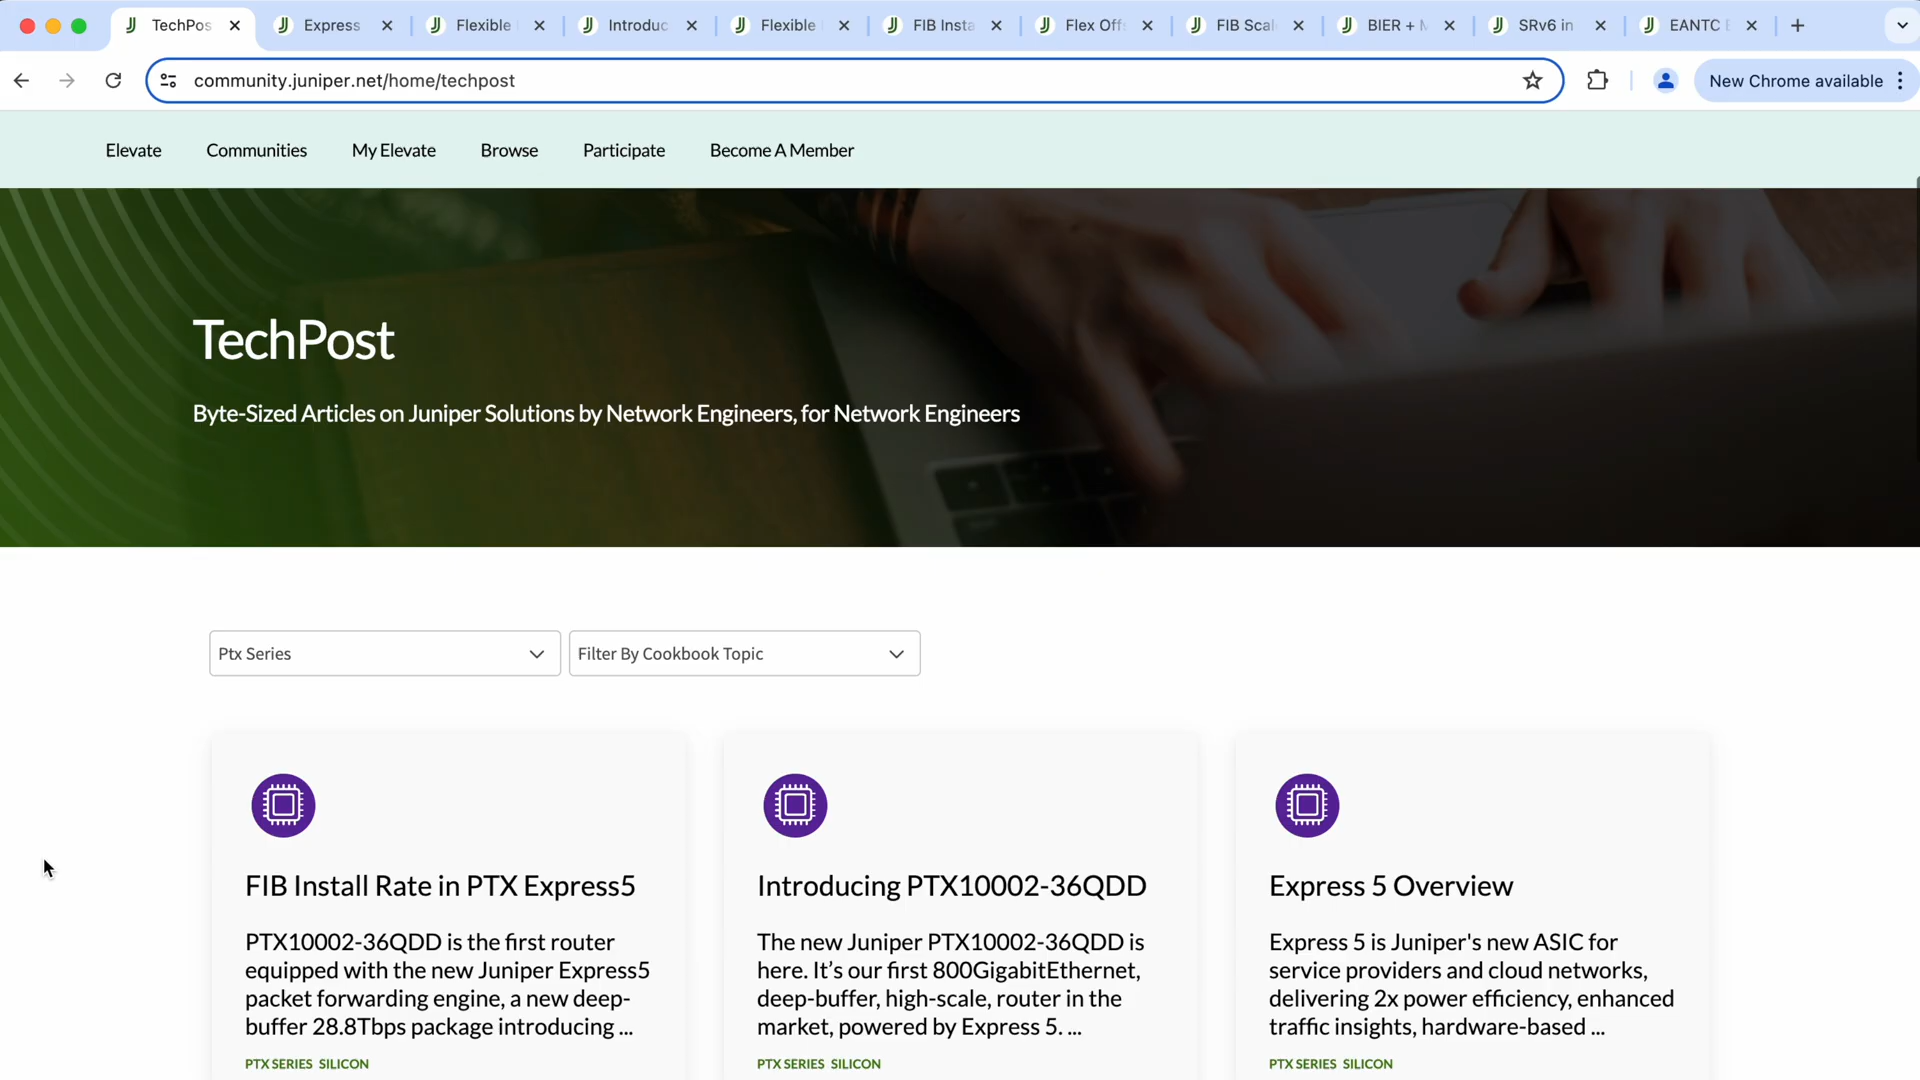 TechPos
Express
Flexible
Introduc
Flexible
FIB Insta
Flex Off
FIB Scal
BIER + M
SRv6 in
EANTC E
community.juniper.net/home/techpost
New Chrome available
Elevate
Communities
My Elevate
Browse
Participate
Become A Member
TechPost
Byte-Sized Articles on Juniper Solutions by Network Engineers, for Network Engineers
Ptx Series
Filter By Cookbook Topic
FIB Install Rate in PTX Express5
PTX10002-36QDD is the first router
equipped with the new Juniper Express5
packet forwarding engine, a new deep-
buffer 28.8Tbps package introducing ...
PTX SERIES SILICON
Introducing PTX10002-36QDD
The new Juniper PTX10002-36QDD is
here. It’s our first 800GigabitEthernet,
deep-buffer, high-scale, router in the
market, powered by Express 5. ...
PTX SERIES SILICON
Express 5 Overview
Express 5 is Juniper's new ASIC for
service providers and cloud networks,
delivering 2x power efficiency, enhanced
traffic insights, hardware-based ...
PTX SERIES SILICON